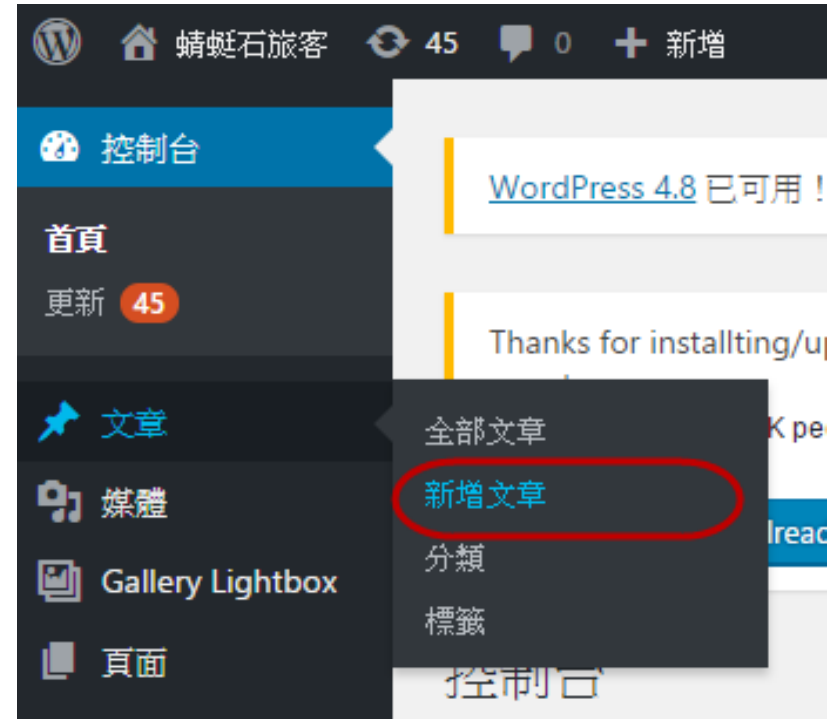 蜻蜓石旅客 45 0 新增
控制台
WordPress 4.8 已可用！
首頁
更新 45
Thanks for installting/u
文章
全部文章
K pe
新增文章
媒體
lread
分類
Gallery Lightbox
標籤
頁面
控制台